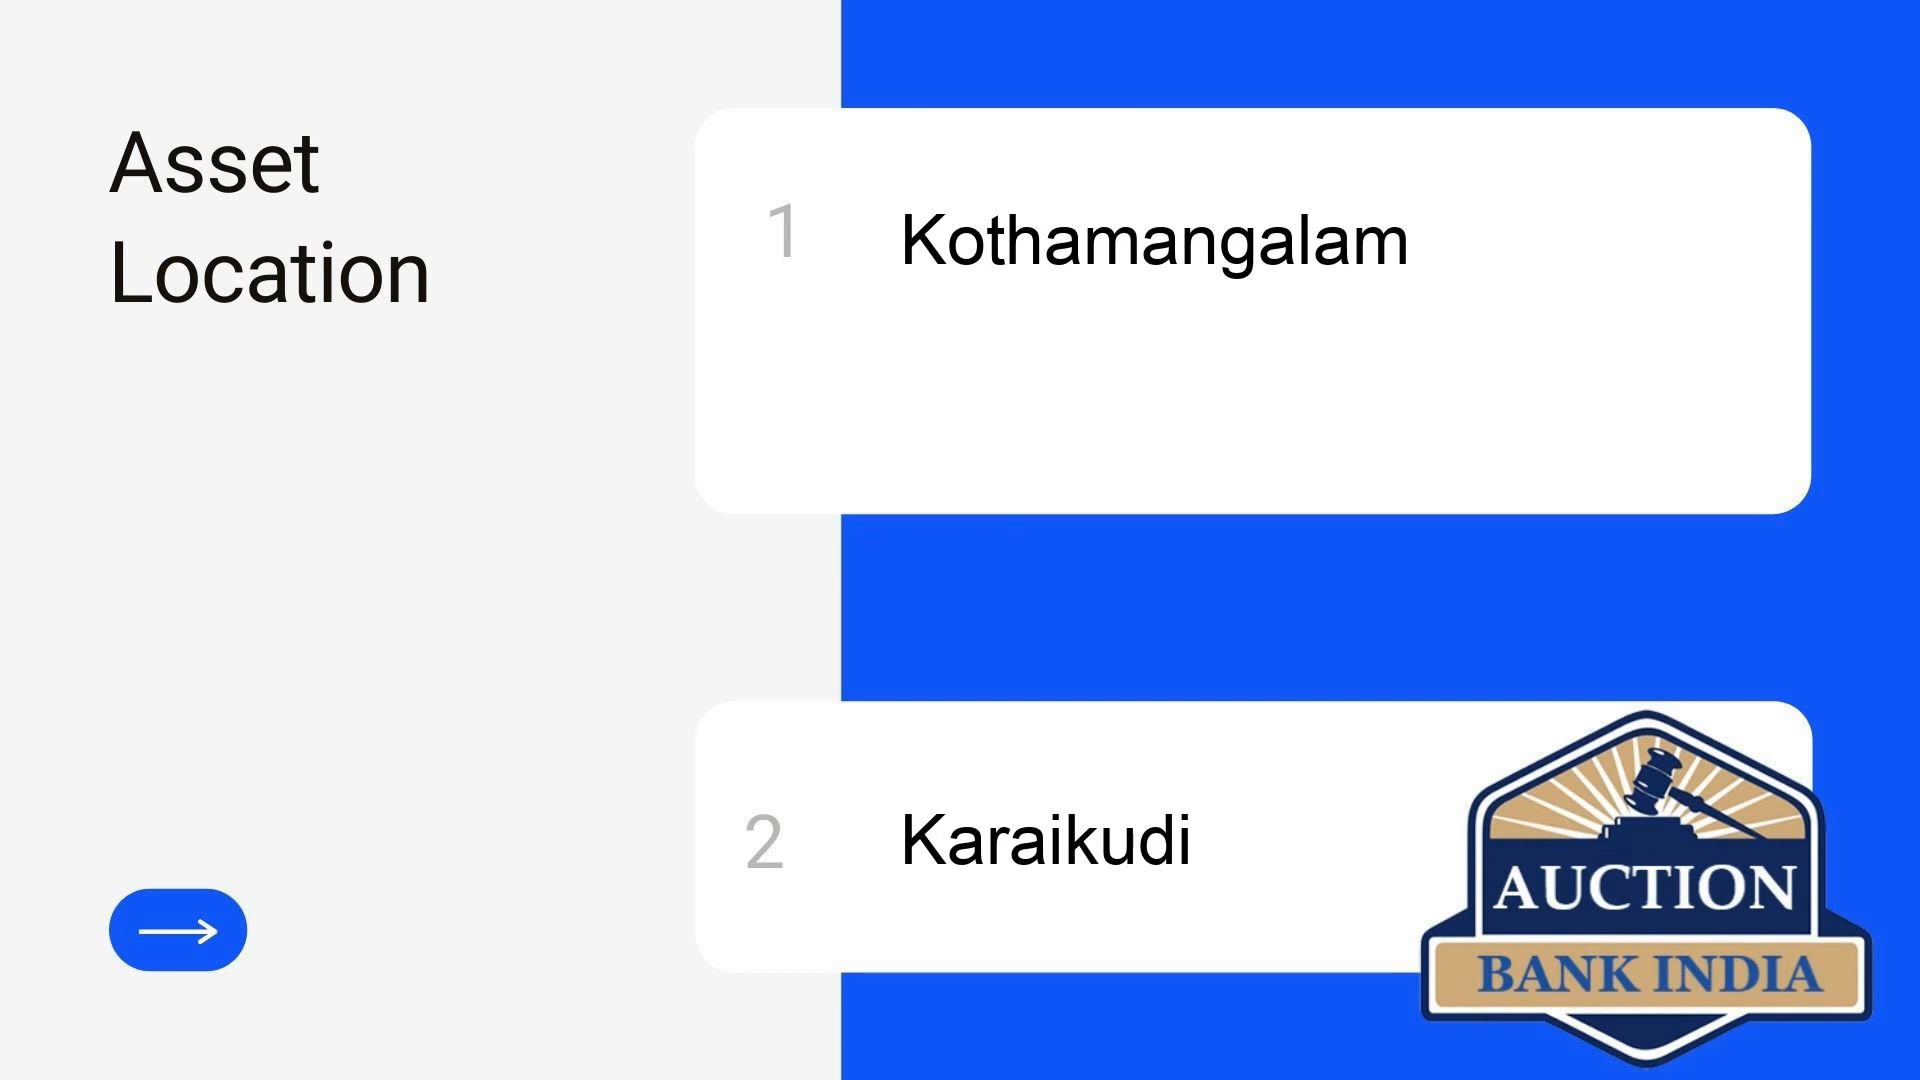 Asset
Location
1
Kothamangalam
2
Karaikudi
AUCTION
BANK INDIA